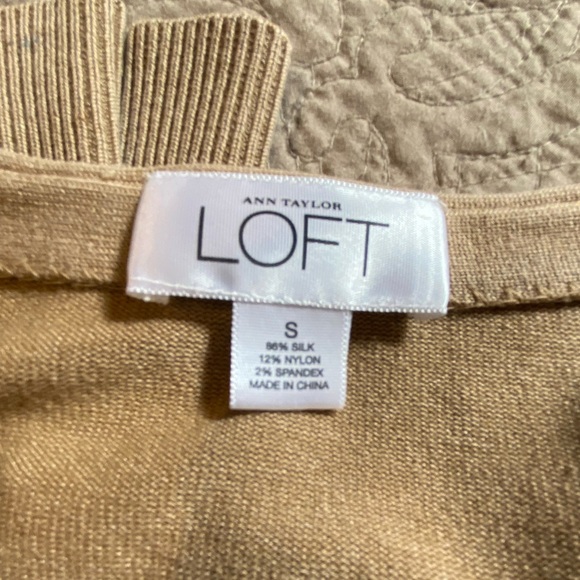 ANN TAYLOR
LOFT
S
86% SILK
12% NYLON
2% SPANDEX
MADE IN CHINA